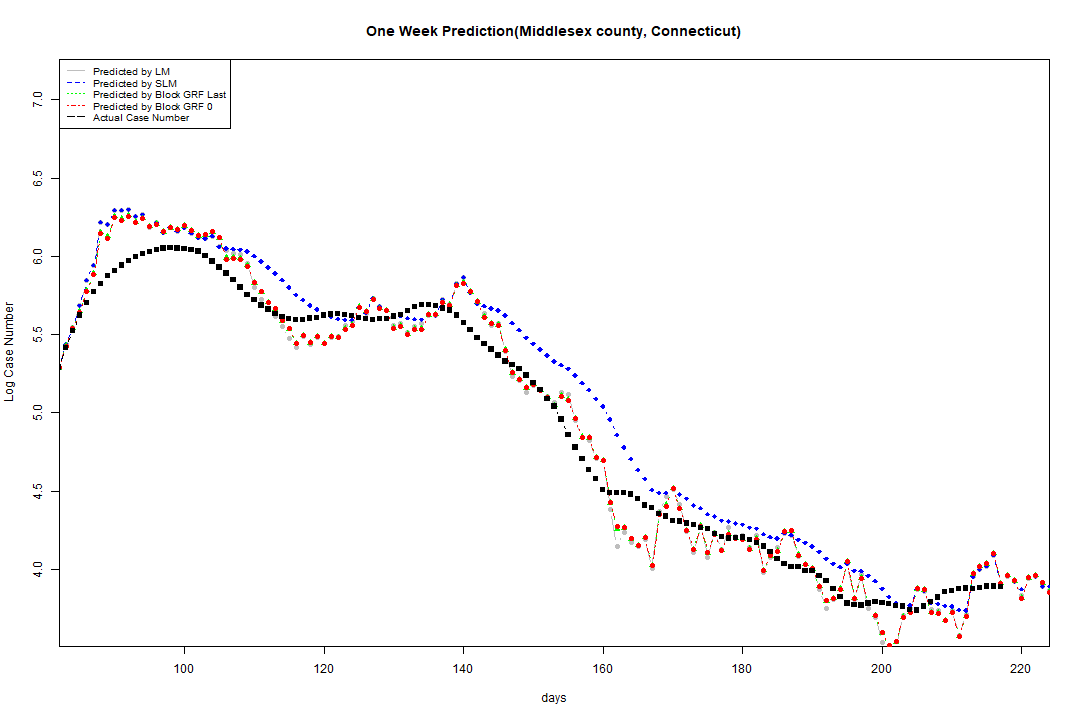 One Week Prediction(Middlesex county, Connecticut)
Predicted by LM
Predicted by SLM
Predicted by Block GRF Last
Predicted by Block GRF 0
Actual Case Number
7.0
6.5
6.0
5.5
5.0
4.5
4.0
Log Case Number
100 120 140 160 180 200 220
days